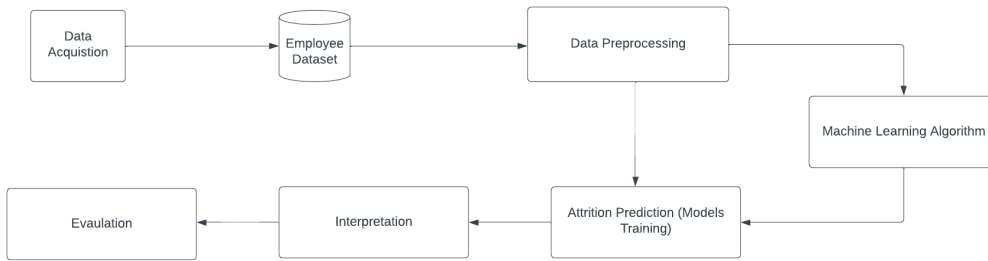 Data
Acquistion
Employee
Dataset
Data Preprocessing
Machine Learning Algorithm
Attrition Prediction (Models
Training)
Interpretation
Evaulation